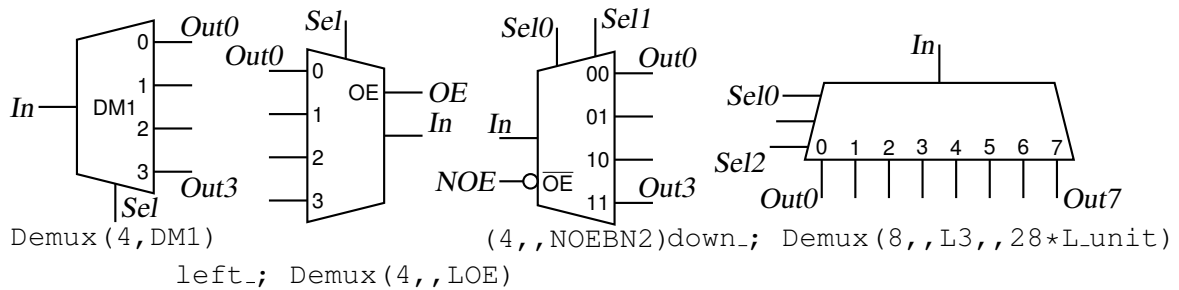 Out0
0
1
In
DM1
2
3
Out3
Sel
Demux(4,DM1)
Sel
Out0
0
OE
OE
1
In
2
3
left_; Demux(4,,LOE)
Sel0
Sel1
Out0
00
01
In
10
NOE
OE
Out3
11
(4,,NOEBN2)down_; Demux(8,,L3,,28*L_unit)
In
Sel0
Sel2
0 1 2 3 4 5 6 7
Out0
Out7